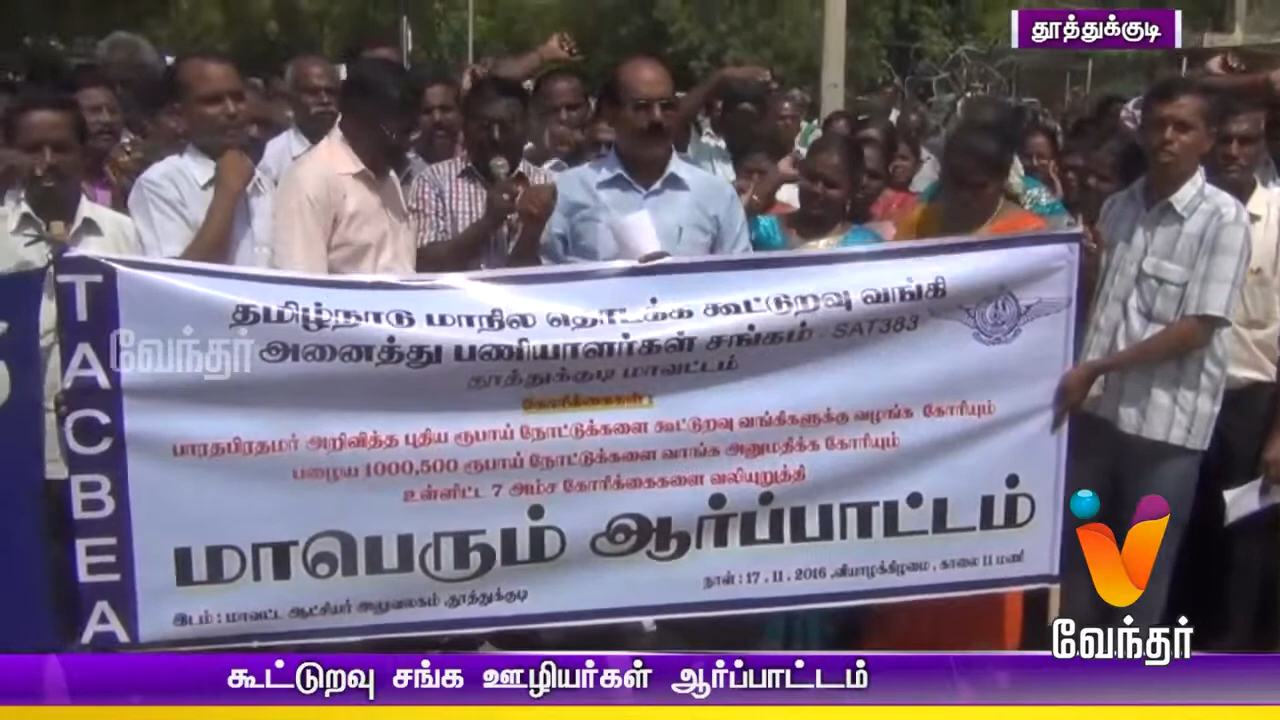 தூத்துக்குடி
TACBEA
தமிழ்நாடு மாநில தொடக்க கூட்டுறவு வங்கி
அனைத்து பணியாளர்கள் சங்கம் - SAT383
தூத்துக்குடி மாவட்டம்
கோரிக்கைகள் :
பாரதபிரதமர் அறிவித்த புதிய ரூபாய் நோட்டுக்களை கூட்டுறவு வங்கிகளுக்கு வழங்க கோரியும்
பழைய 1000,500 ரூபாய் நோட்டுக்களை வாங்க அனுமதிக்க கோரியும்
உள்ளிட்ட 7 அம்ச கோரிக்கைகளை வலியுறுத்தி
மாபெரும் ஆர்ப்பாட்டம்
நாள் : 17 . 11 . 2016 ,வியாழக்கிழமை , காலை 11 மணி
இடம் : மாவட்ட ஆட்சியர் அலுவலகம் ,தூத்துக்குடி
வேந்தர்
வேந்தர்
கூட்டுறவு சங்க ஊழியர்கள் ஆர்ப்பாட்டம்